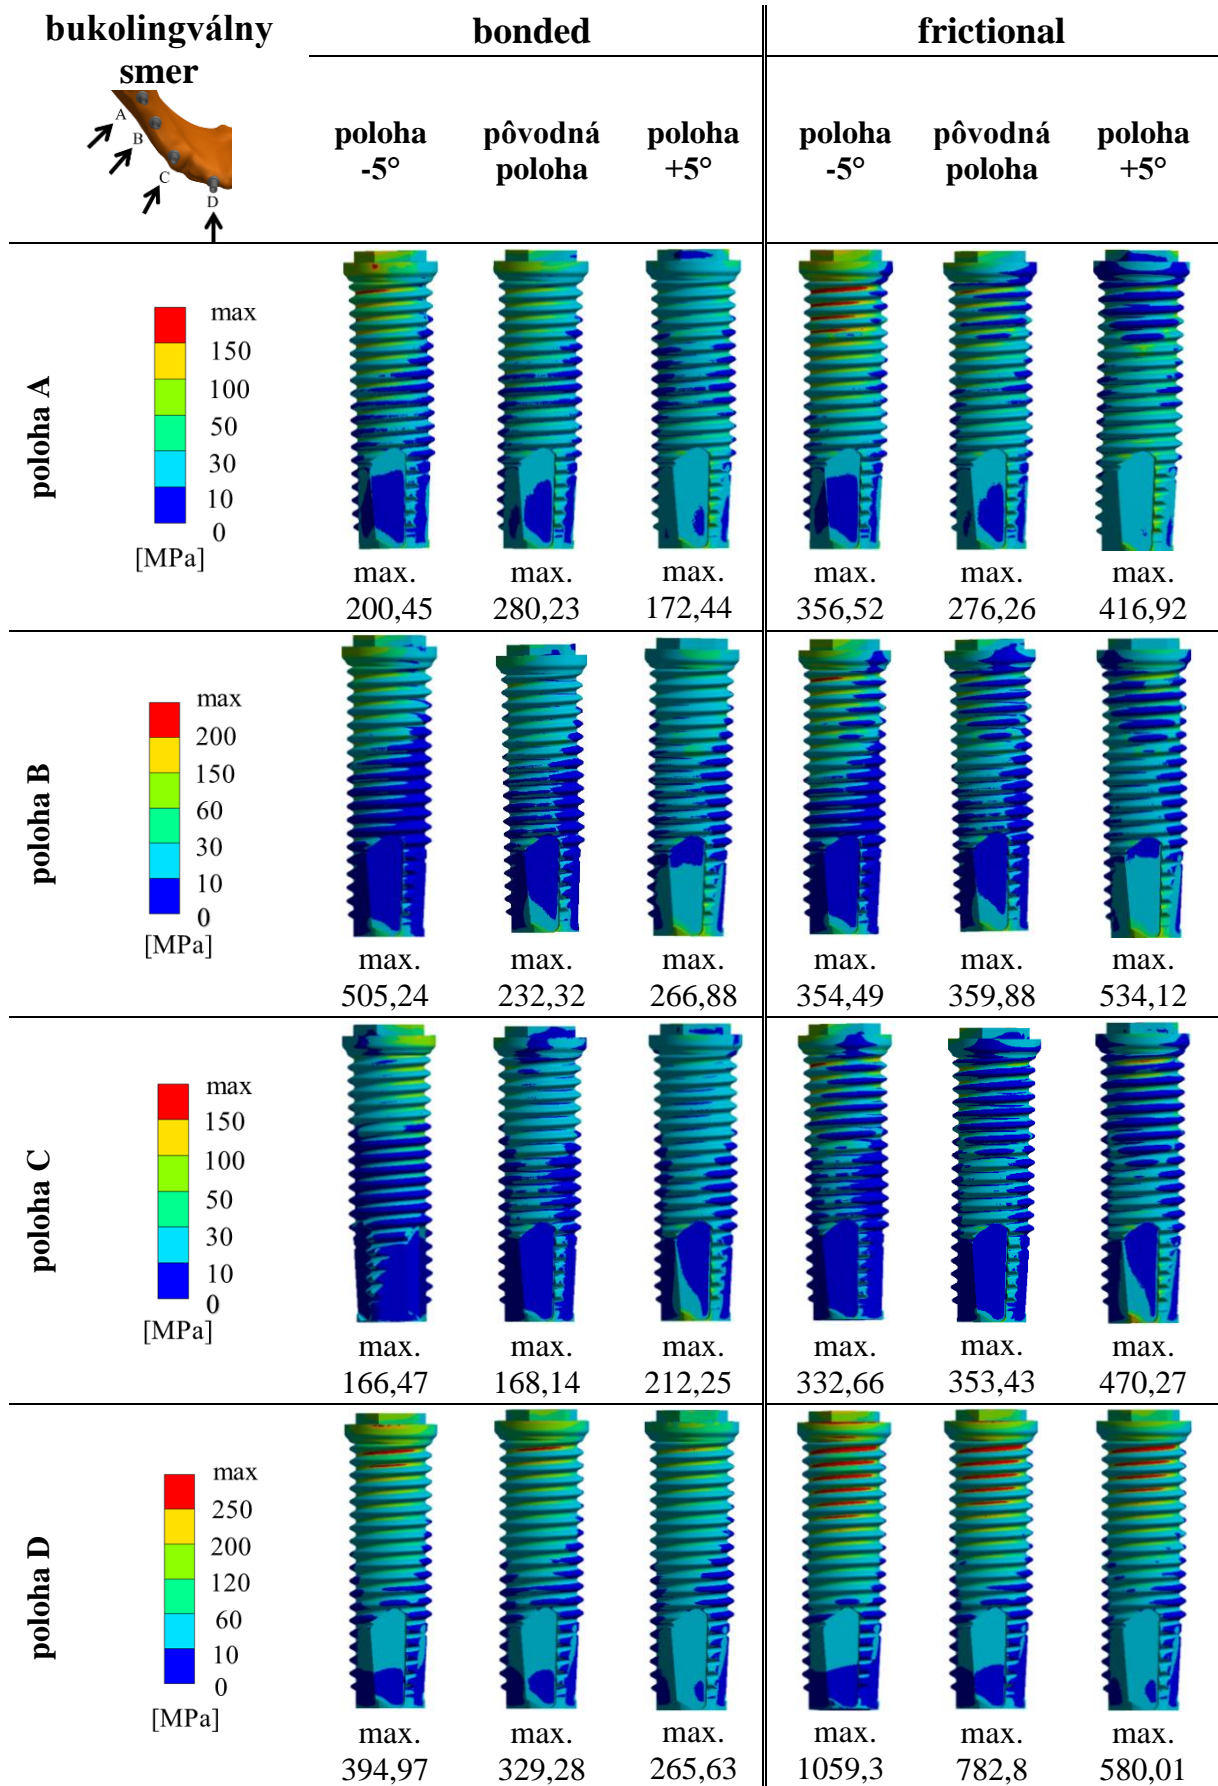 bukolingválny
smer
bonded
frictional
A
B
C
D
poloha
-5°
pôvodná
poloha
poloha
+5°
poloha
-5°
pôvodná
poloha
poloha
+5°
poloha A
max
150
100
50
30
10
0
[MPa]
max.
200,45
max.
280,23
max.
172,44
max.
356,52
max.
276,26
max.
416,92
poloha B
max
200
150
60
30
10
0
[MPa]
max.
505,24
max.
232,32
max.
266,88
max.
354,49
max.
359,88
max.
534,12
poloha C
max
150
100
50
30
10
0
[MPa]
max.
166,47
max.
168,14
max.
212,25
max.
332,66
max.
353,43
max.
470,27
poloha D
max
250
200
120
60
10
0
[MPa]
max.
394,97
max.
329,28
max.
265,63
max.
1059,3
max.
782,8
max.
580,01